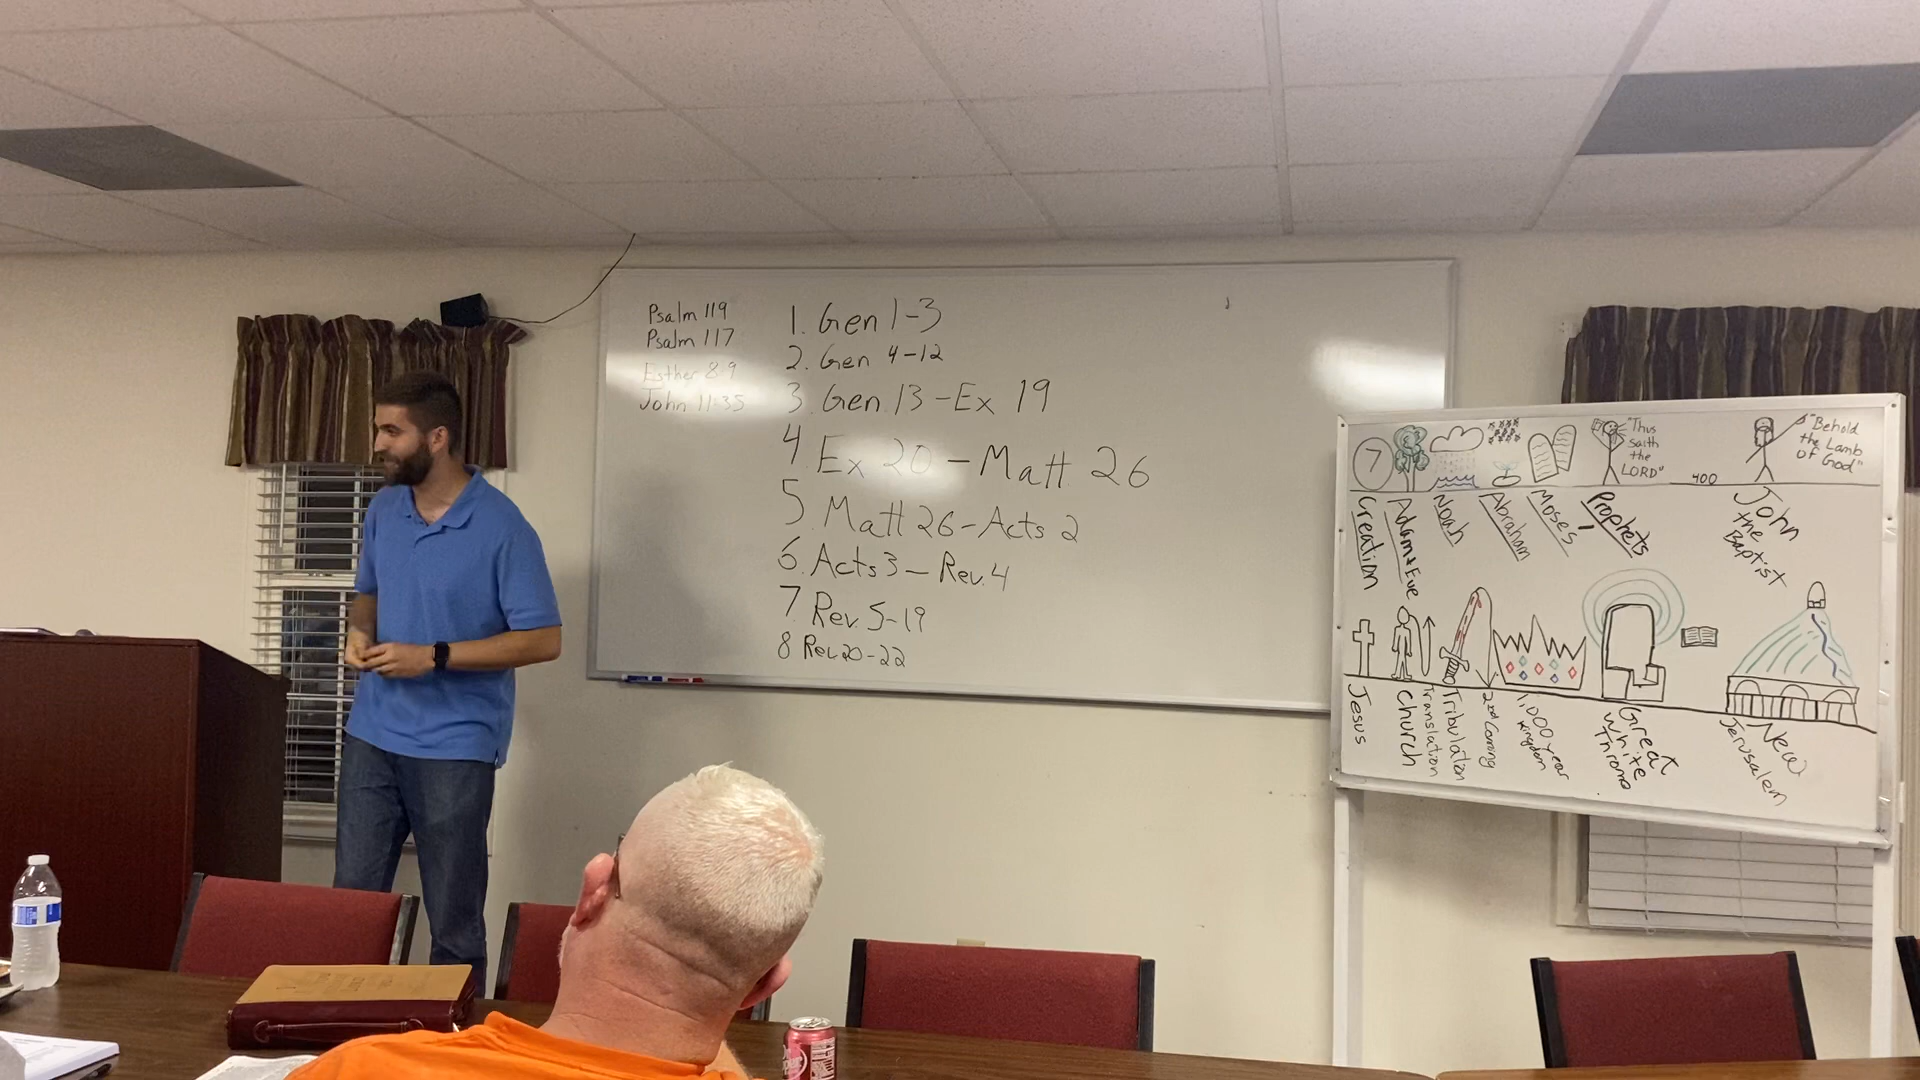 Psalm 119
Psalm 117
Esther 8:9
John 11:35
1. Gen 1-3
2. Gen 4-12
3. Gen. 13 - Ex 19
4. Ex 20 - Matt. 26
5. Matt 26 - Acts 2
6. Acts 3 - Rev. 4
7. Rev. 5-19
8 Rev 20-22
7
"Thus
saith
the
LORD"
400
"Behold
the Lamb
of God"
Creation
Adam & Eve
Noah
Abraham
Moses
Prophets
John
the
Baptist
Jesus
Church
Translation
Tribulation
2nd Coming
1,000 year
Kingdom
Great
White
Throne
New
Jerusalem